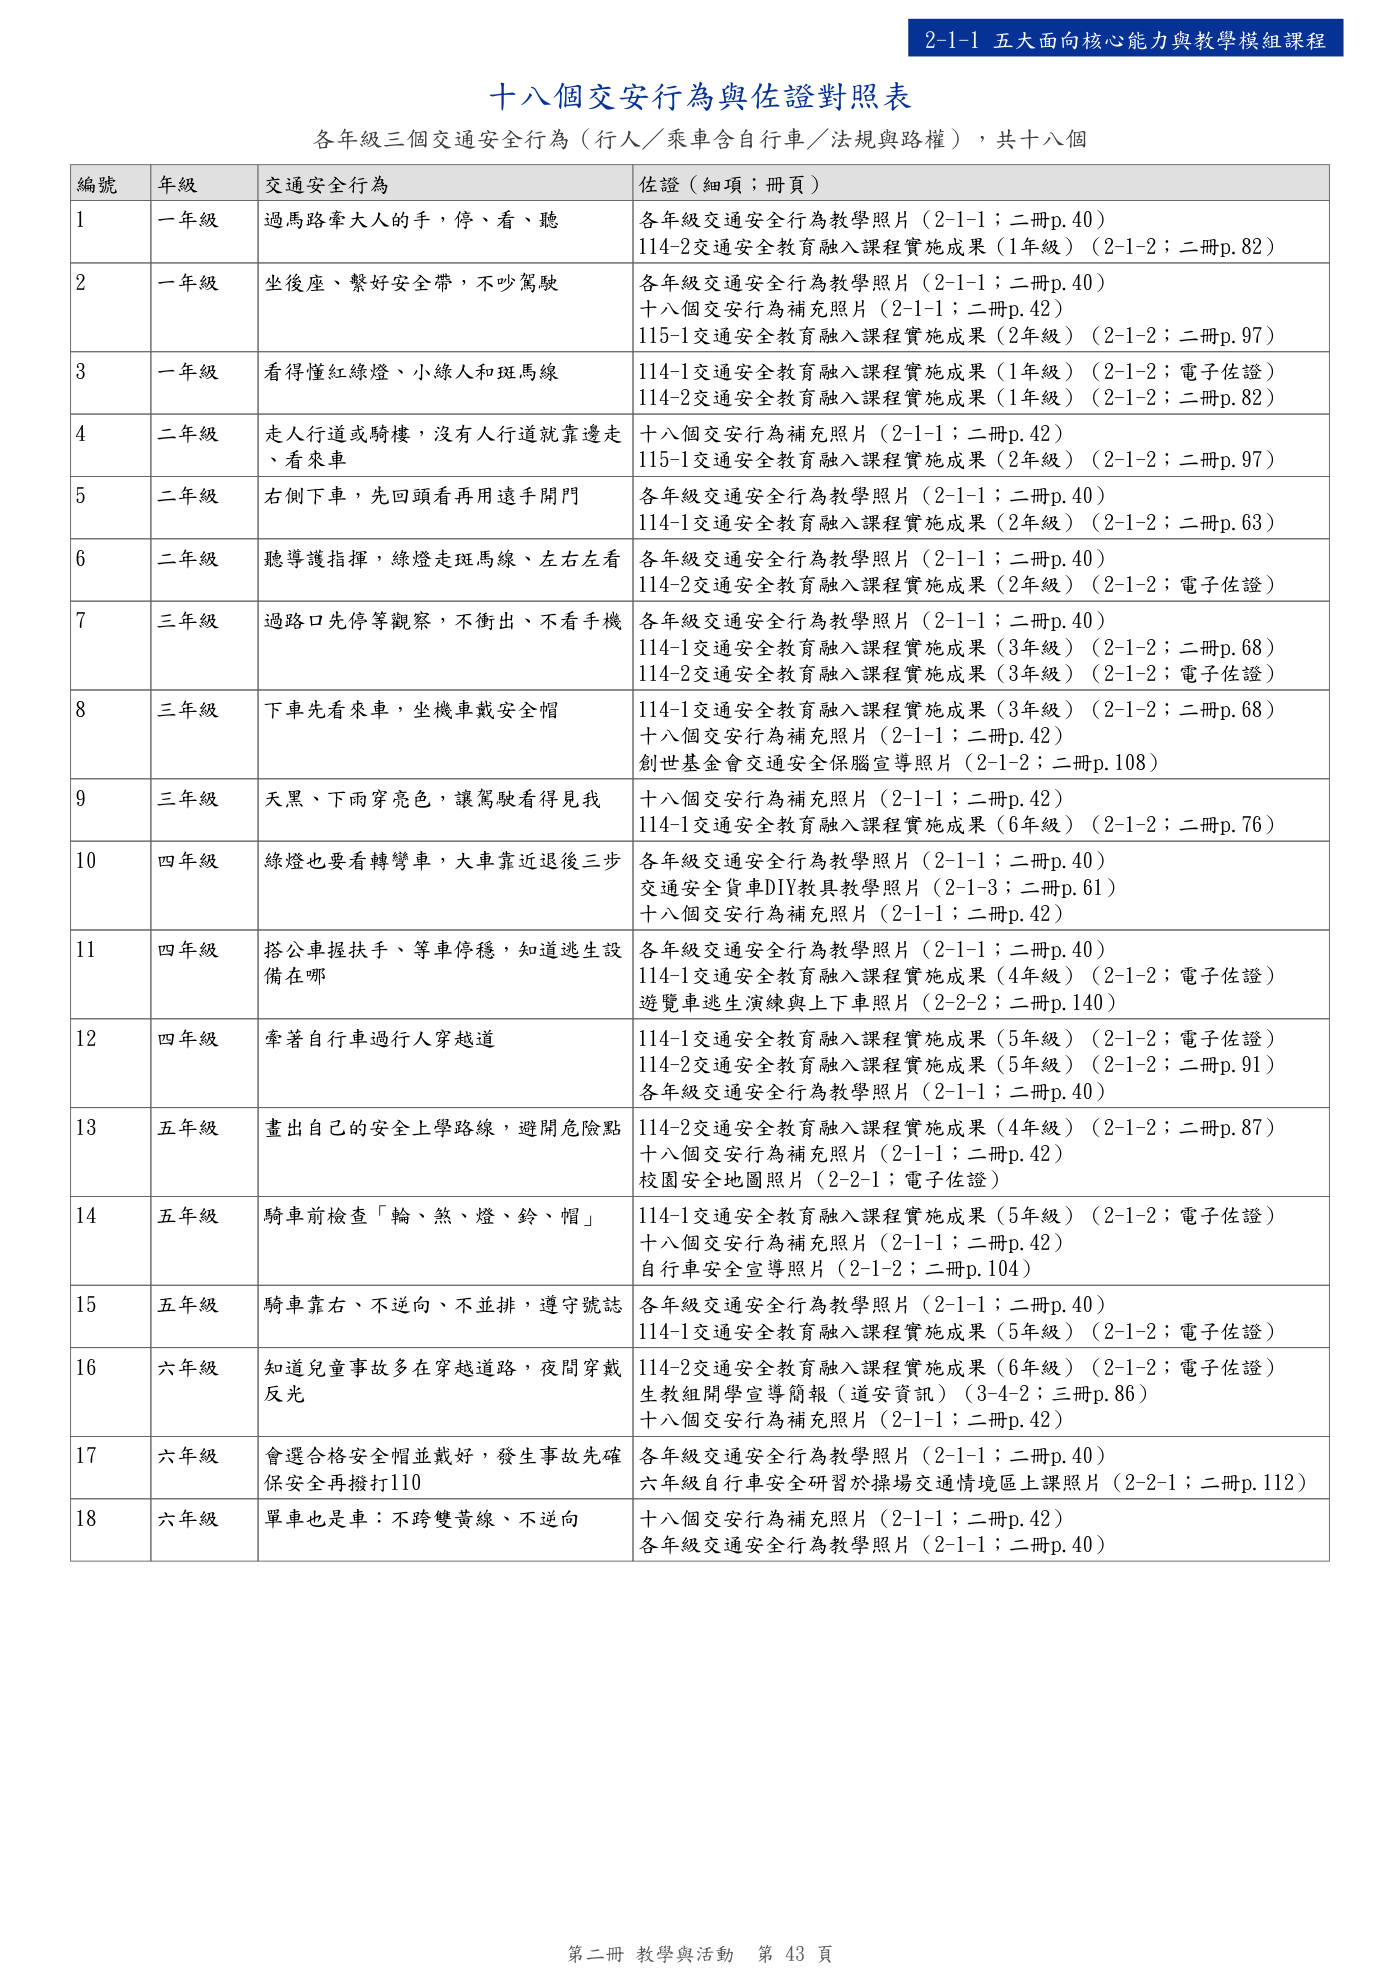 2-1-1 五大面向核心能力與教學模組課程
十八個交安行為與佐證對照表
各年級三個交通安全行為（行人／乘車含自行車／法規與路權），共十八個
編號 年級 交通安全行為 佐證（細項；冊頁）
1 一年級 過馬路牽大人的手，停、看、聽 各年級交通安全行為教學照片（2-1-1；二冊p.40）
114-2交通安全教育融入課程實施成果（1年級）（2-1-2；二冊p.82）
2 一年級 坐後座、繫好安全帶，不吵駕駛 各年級交通安全行為教學照片（2-1-1；二冊p.40）
十八個交安行為補充照片（2-1-1；二冊p.42）
115-1交通安全教育融入課程實施成果（2年級）（2-1-2；二冊p.97）
3 一年級 看得懂紅綠燈、小綠人和斑馬線 114-1交通安全教育融入課程實施成果（1年級）（2-1-2；電子佐證）
114-2交通安全教育融入課程實施成果（1年級）（2-1-2；二冊p.82）
4 二年級 走人行道或騎樓，沒有人行道就靠邊走 十八個交安行為補充照片（2-1-1；二冊p.42）
、看來車 115-1交通安全教育融入課程實施成果（2年級）（2-1-2；二冊p.97）
5 二年級 右側下車，先回頭看再用遠手開門 各年級交通安全行為教學照片（2-1-1；二冊p.40）
114-1交通安全教育融入課程實施成果（2年級）（2-1-2；二冊p.63）
6 二年級 聽導護指揮，綠燈走斑馬線、左右左看 各年級交通安全行為教學照片（2-1-1；二冊p.40）
114-2交通安全教育融入課程實施成果（2年級）（2-1-2；電子佐證）
7 三年級 過路口先停等觀察，不衝出、不看手機 各年級交通安全行為教學照片（2-1-1；二冊p.40）
114-1交通安全教育融入課程實施成果（3年級）（2-1-2；二冊p.68）
114-2交通安全教育融入課程實施成果（3年級）（2-1-2；電子佐證）
8 三年級 下車先看來車，坐機車戴安全帽 114-1交通安全教育融入課程實施成果（3年級）（2-1-2；二冊p.68）
十八個交安行為補充照片（2-1-1；二冊p.42）
創世基金會交通安全保腦宣導照片（2-1-2；二冊p.108）
9 三年級 天黑、下雨穿亮色，讓駕駛看得見我 十八個交安行為補充照片（2-1-1；二冊p.42）
114-1交通安全教育融入課程實施成果（6年級）（2-1-2；二冊p.76）
10 四年級 綠燈也要看轉彎車，大車靠近退後三步 各年級交通安全行為教學照片（2-1-1；二冊p.40）
交通安全貨車DIY教具教學照片（2-1-3；二冊p.61）
十八個交安行為補充照片（2-1-1；二冊p.42）
11 四年級 搭公車握扶手、等車停穩，知道逃生設 各年級交通安全行為教學照片（2-1-1；二冊p.40）
備在哪 114-1交通安全教育融入課程實施成果（4年級）（2-1-2；電子佐證）
遊覽車逃生演練與上下車照片（2-2-2；二冊p.140）
12 四年級 牽著自行車過行人穿越道 114-1交通安全教育融入課程實施成果（5年級）（2-1-2；電子佐證）
114-2交通安全教育融入課程實施成果（5年級）（2-1-2；二冊p.91）
各年級交通安全行為教學照片（2-1-1；二冊p.40）
13 五年級 畫出自己的安全上學路線，避開危險點 114-2交通安全教育融入課程實施成果（4年級）（2-1-2；二冊p.87）
十八個交安行為補充照片（2-1-1；二冊p.42）
校園安全地圖照片（2-2-1；電子佐證）
14 五年級 騎車前檢查「輪、煞、燈、鈴、帽」 114-1交通安全教育融入課程實施成果（5年級）（2-1-2；電子佐證）
十八個交安行為補充照片（2-1-1；二冊p.42）
自行車安全宣導照片（2-1-2；二冊p.104）
15 五年級 騎車靠右、不逆向、不並排，遵守號誌 各年級交通安全行為教學照片（2-1-1；二冊p.40）
114-1交通安全教育融入課程實施成果（5年級）（2-1-2；電子佐證）
16 六年級 知道兒童事故多在穿越道路，夜間穿戴 114-2交通安全教育融入課程實施成果（6年級）（2-1-2；電子佐證）
反光 生教組開學宣導簡報（道安資訊）（3-4-2；三冊p.86）
十八個交安行為補充照片（2-1-1；二冊p.42）
17 六年級 會選合格安全帽並戴好，發生事故先確 各年級交通安全行為教學照片（2-1-1；二冊p.40）
保安全再撥打110 六年級自行車安全研習於操場交通情境區上課照片（2-2-1；二冊p.112）
18 六年級 單車也是車：不跨雙黃線、不逆向 十八個交安行為補充照片（2-1-1；二冊p.42）
各年級交通安全行為教學照片（2-1-1；二冊p.40）
第二冊 教學與活動 第 43 頁